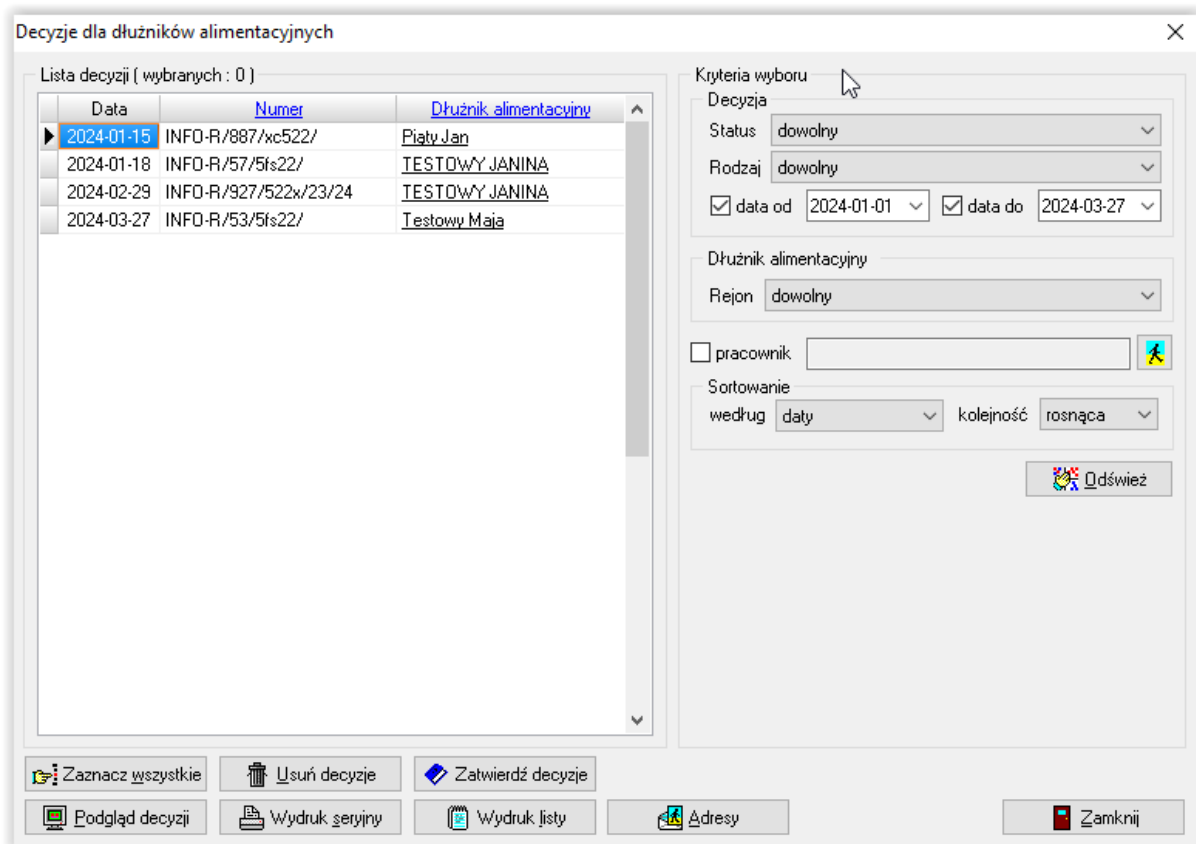 Decyzje dla dłużników alimentacyjnych
Lista decyzji ( wybranych : 0 )
Data Numer Dłużnik alimentacyjny
2024-01-15 INFO-R/887/xc522/ Piąty Jan
2024-01-18 INFO-R/57/5fs22/ TESTOWY JANINA
2024-02-29 INFO-R/927/522x/23/24 TESTOWY JANINA
2024-03-27 INFO-R/53/5fs22/ Testowy Maja
Kryteria wyboru
Decyzja
Status dowolny
Rodzaj dowolny
data od 2024-01-01 data do 2024-03-27
Dłużnik alimentacyjny
Rejon dowolny
pracownik
Sortowanie
według daty kolejność rosnąca
Odśwież
Zaznacz wszystkie Usuń decyzje Zatwierdź decyzje
Podgląd decyzji Wydruk seryjny Wydruk listy Adresy Zamknij